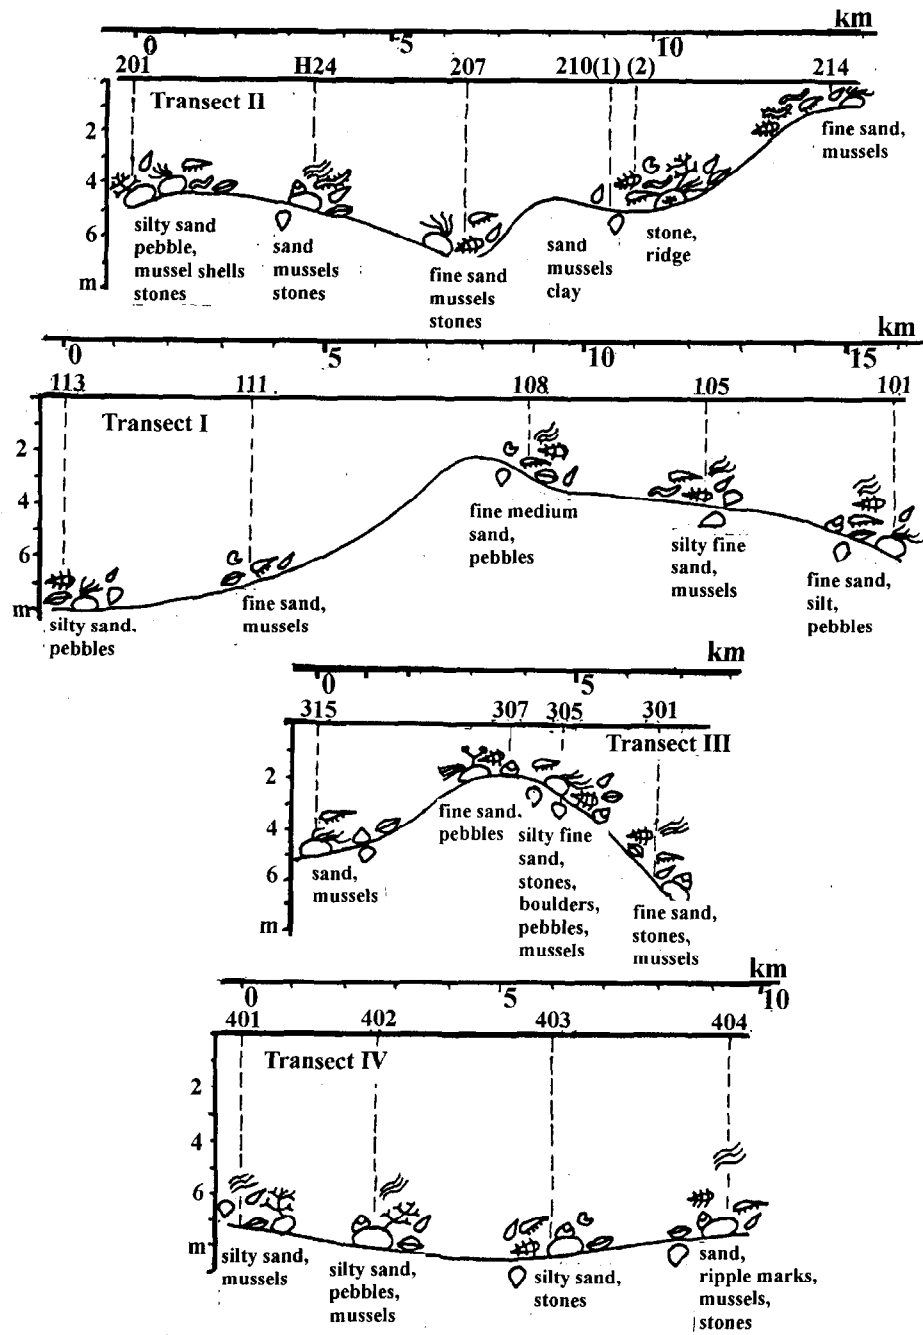 km
0 5 10
201 H24 207 210(1) (2) 214
Transect II
2
4
6
m
fine sand,
mussels
silty sand
pebble,
mussel shells
stones
sand
mussels
stones
fine sand
mussels
stones
sand
mussels
clay
stone,
ridge
km
0 5 10 15
113 111 108 105 101
Transect I
2
4
6
m
silty sand.
pebbles
fine sand,
mussels
fine medium
sand,
pebbles
silty fine
sand,
mussels
fine sand,
silt,
pebbles
km
0 5
315 307 305 301
Transect III
2
4
6
m
sand,
mussels
fine sand.
pebbles
silty fine
sand,
stones,
boulders,
pebbles,
mussels
fine sand,
stones,
mussels
km
0 5 10
401 402 403 404
Transect IV
2
4
6
m
silty sand,
mussels
silty sand,
pebbles,
mussels
silty sand,
stones
sand,
ripple marks,
mussels,
stones